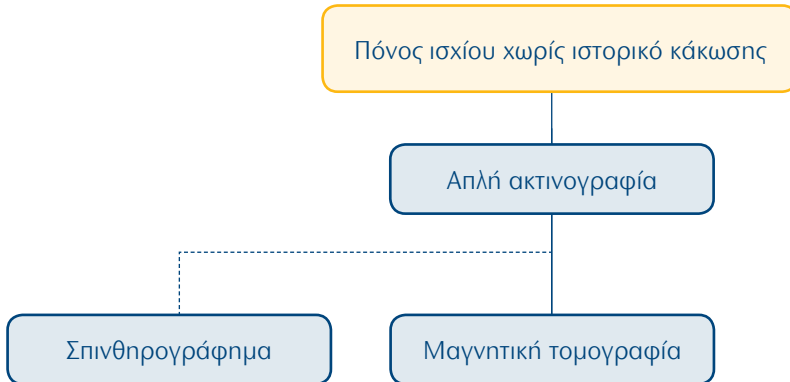 Πόνος ισχίου χωρίς ιστορικό κάκωσης
Απλή ακτινογραφία
Σπινθηρογράφημα
Μαγνητική τομογραφία